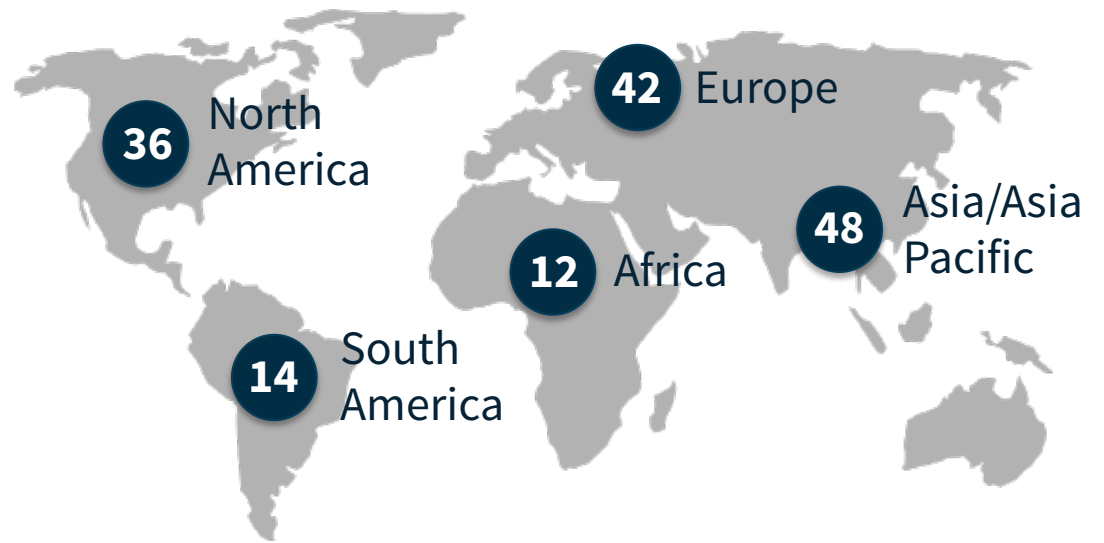 42 Europe
36 North
America
48 Asia/Asia
Pacific
12 Africa
14 South
America